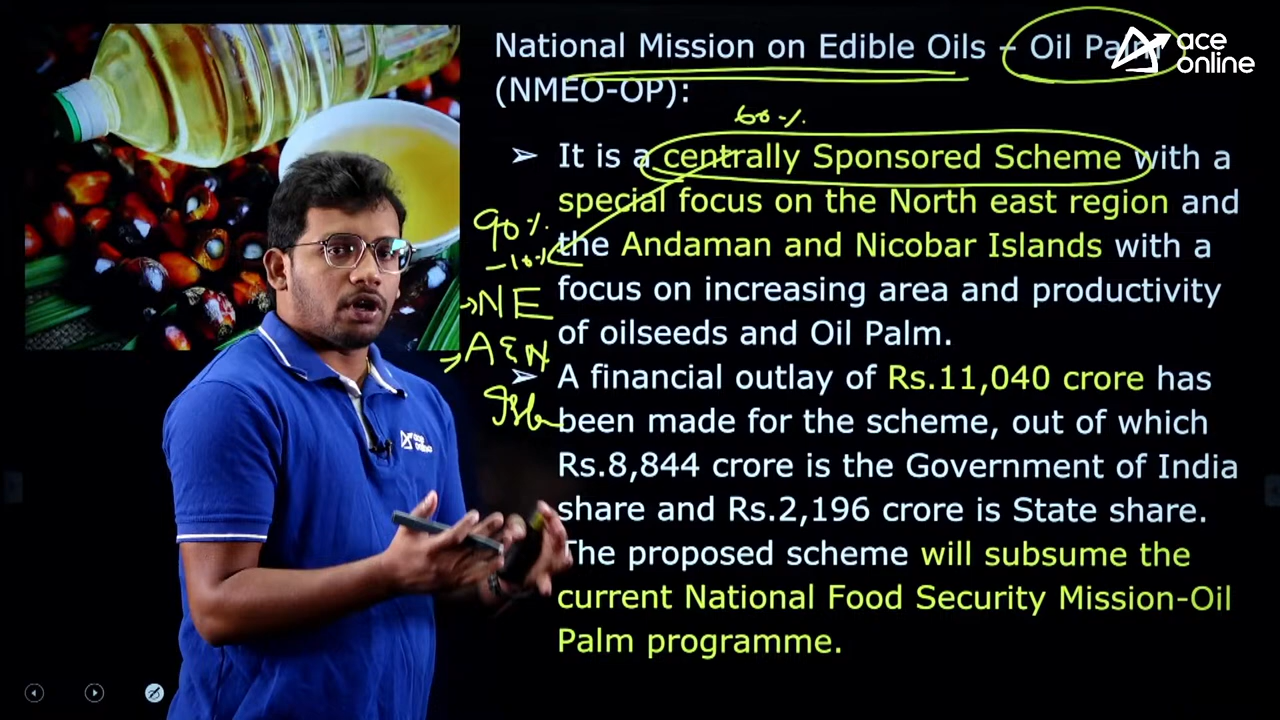 National Mission on Edible Oils – Oil Palm
(NMEO-OP):
ace
online
60 %
➢ It is a centrally Sponsored Scheme with a
special focus on the North east region and
the Andaman and Nicobar Islands with a
focus on increasing area and productivity
of oilseeds and Oil Palm.
90 %
10 %
NE
A & N
➢ A financial outlay of Rs.11,040 crore has
been made for the scheme, out of which
Rs.8,844 crore is the Government of India
share and Rs.2,196 crore is State share.
The proposed scheme will subsume the
current National Food Security Mission-Oil
Palm programme.
ace
online